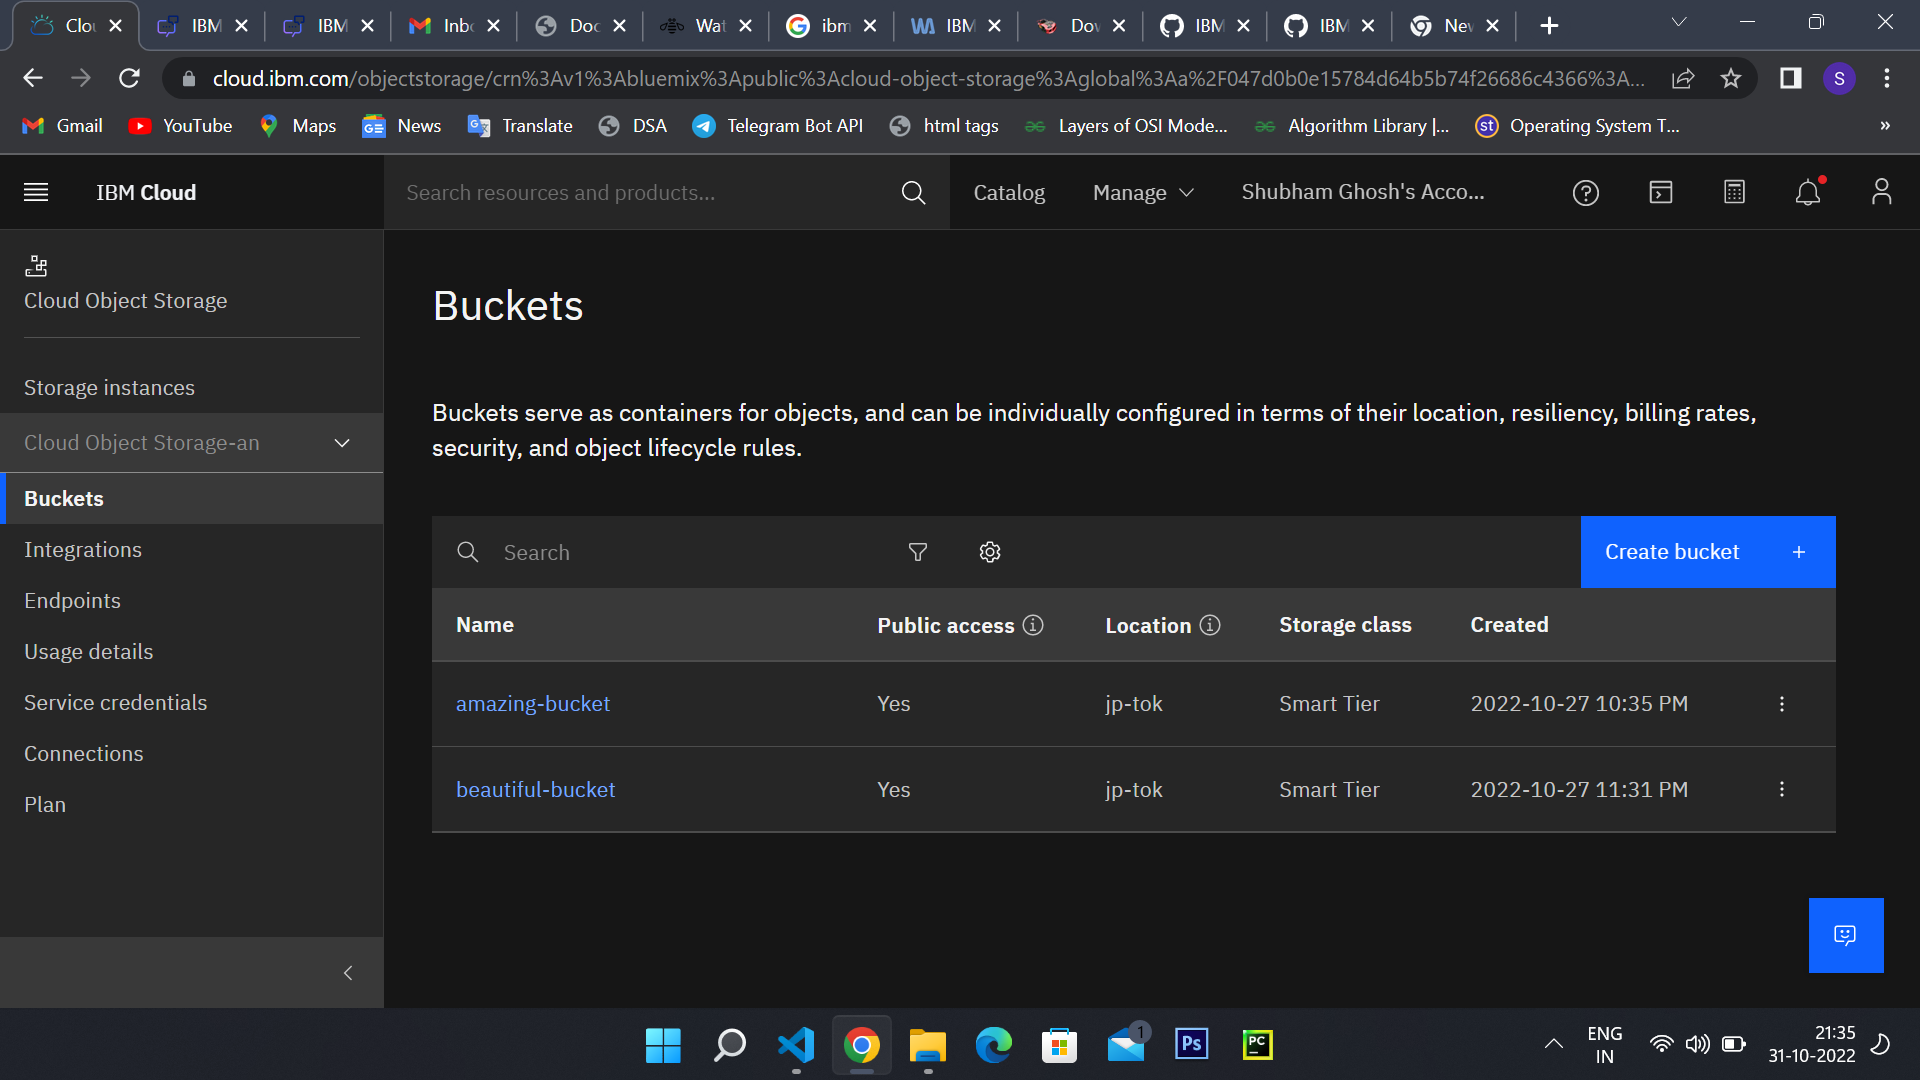 Clou
IBM
IBM
Inbo
Doc
Wat
ibm
IBM
Dow
IBM
IBM
New
cloud.ibm.com/objectstorage/crn%3Av1%3Abluemix%3Apublic%3Acloud-object-storage%3Aglobal%3Aa%2F047d0b0e15784d64b5b74f26686c4366%3A...
S
Gmail
YouTube
Maps
News
Translate
DSA
Telegram Bot API
html tags
Layers of OSI Mode...
Algorithm Library |...
st
Operating System T...
»
IBM Cloud
Search resources and products...
Catalog
Manage
Shubham Ghosh's Acco...
Cloud Object Storage
Storage instances
Cloud Object Storage-an
Buckets
Integrations
Endpoints
Usage details
Service credentials
Connections
Plan
Buckets
Buckets serve as containers for objects, and can be individually configured in terms of their location, resiliency, billing rates,
security, and object lifecycle rules.
Search
Create bucket +
Name Public access Location Storage class Created
amazing-bucket Yes jp-tok Smart Tier 2022-10-27 10:35 PM
beautiful-bucket Yes jp-tok Smart Tier 2022-10-27 11:31 PM
1
Ps
PC
ENG
IN
21:35
31-10-2022